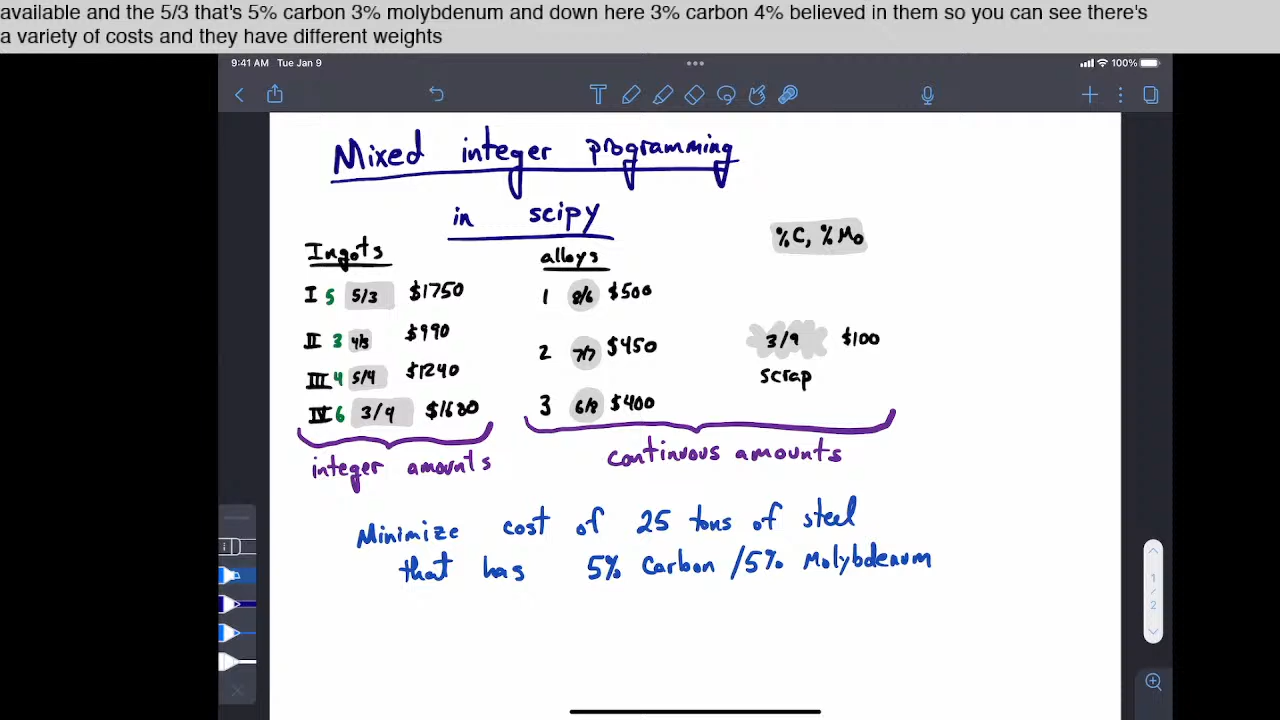 available and the 5/3 that's 5% carbon 3% molybdenum and down here 3% carbon 4% believed in them so you can see there's
a variety of costs and they have different weights
9:41 AM Tue Jan 9
100%
T
Mixed integer programming
in scipy
%C, %Mo
Ingots
I 5 5/3 $1750
II 3 4/3 $990
III 4 5/4 $1240
IV 6 3/4 $1680
integer amounts
alloys
1 8/6 $500
2 7/7 $450
3 6/8 $400
3/9 $100
scrap
continuous amounts
Minimize cost of 25 tons of steel
that has 5% Carbon / 5% Molybdenum
1
/
2